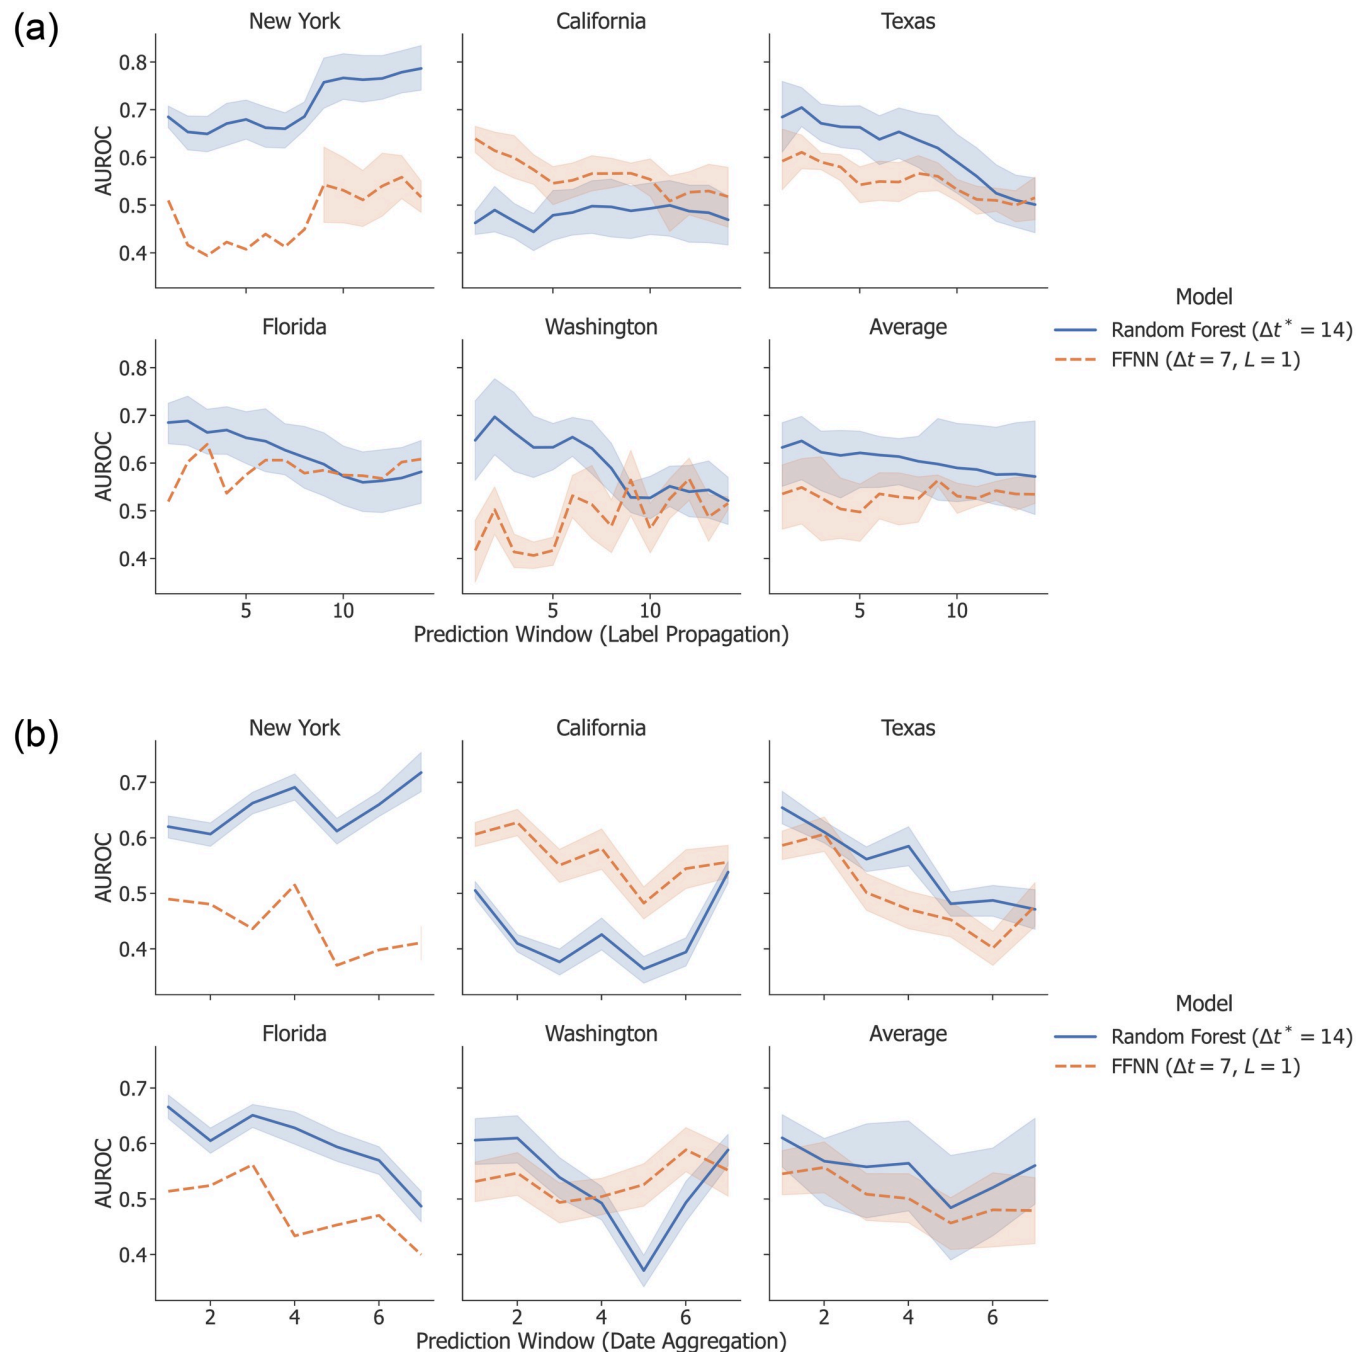 (a)
New York California Texas
AUROC
0.8
0.7
0.6
0.5
0.4
Florida Washington Average
AUROC
0.8
0.7
0.6
0.5
0.4
5 10 5 10 5 10
Prediction Window (Label Propagation)
Model
Random Forest (Δt* = 14)
FFNN (Δt = 7, L = 1)
(b)
New York California Texas
AUROC
0.7
0.6
0.5
0.4
Florida Washington Average
AUROC
0.7
0.6
0.5
0.4
2 4 6 2 4 6 2 4 6
Prediction Window (Date Aggregation)
Model
Random Forest (Δt* = 14)
FFNN (Δt = 7, L = 1)